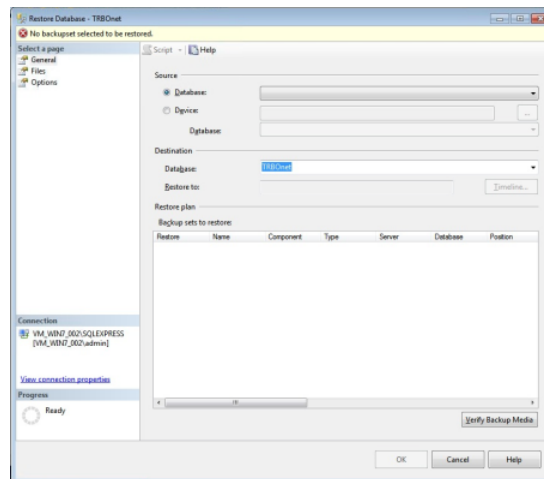 Restore Database - TRBOnet
No backupset selected to be restored.
Select a page
General
Files
Options
Script
Help
Source
Database:
Device:
Database:
Destination
Database:
TRBOnet
Restore to:
Timeline...
Restore plan
Backup sets to restore:
Restore Name Component Type Server Database Position
Connection
VM_WIN7_002\SQLEXPRESS
[VM_WIN7_002\admin]
View connection properties
Progress
Ready
Verify Backup Media
OK Cancel Help